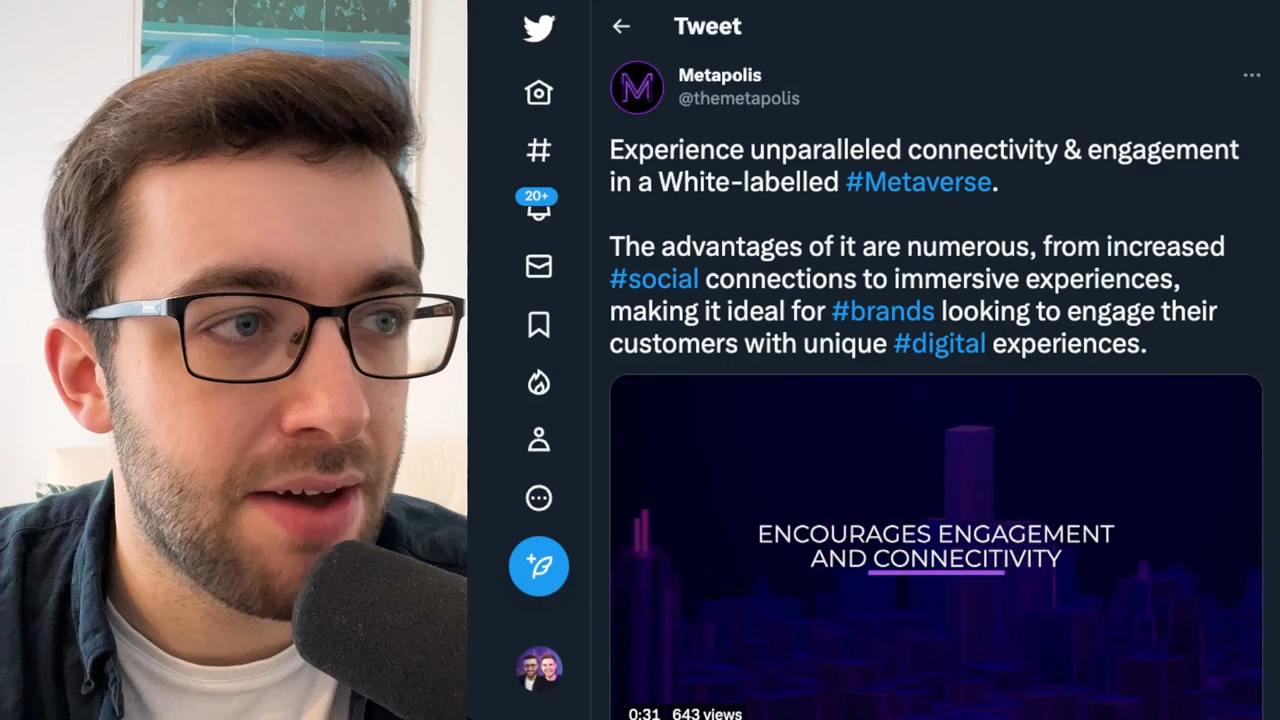 Tweet
Metapolis
@themetapolis
Experience unparalleled connectivity & engagement
in a White-labelled #Metaverse.
The advantages of it are numerous, from increased
#social connections to immersive experiences,
making it ideal for #brands looking to engage their
customers with unique #digital experiences.
20+
ENCOURAGES ENGAGEMENT
AND CONNECITIVITY
0:31 643 views